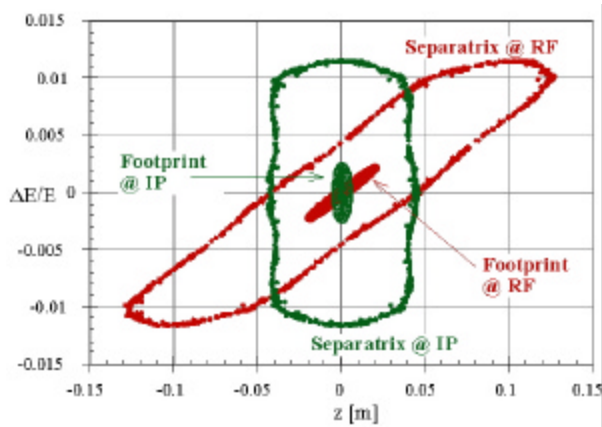 0.015
Separatrix @ RF
0.01
0.005
Footprint
@ IP
ΔE/E
0
-0.005
Footprint
@ RF
-0.01
Separatrix @ IP
-0.015
-0.15
-0.1
-0.05
0
0.05
0.1
0.15
z [m]